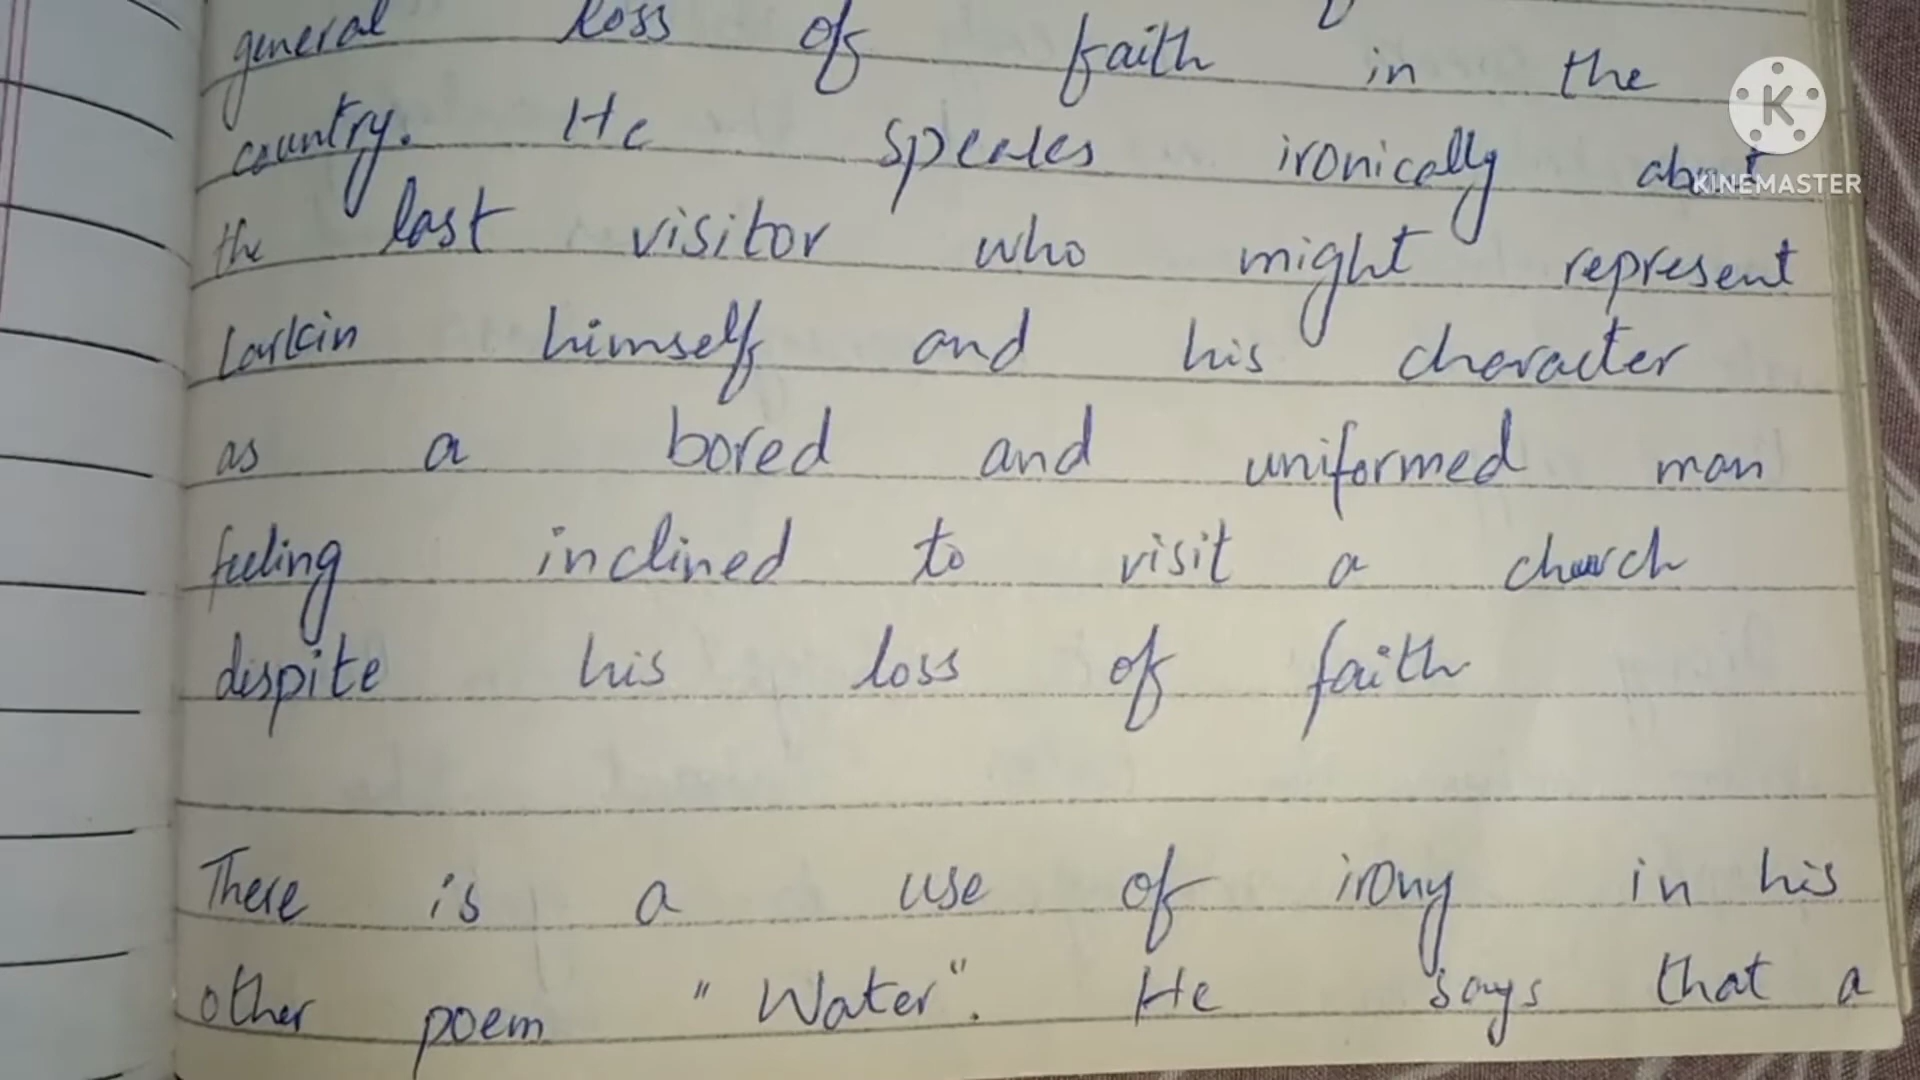 general loss of faith in the
country. He speakes ironically about
the last visitor who might represent
Larkin himself and his character
as a bored and uniformed man
feeling inclined to visit a church
dispite his loss of faith
There is a use of irony in his
other poem "Water". He says that a
KINEMASTER